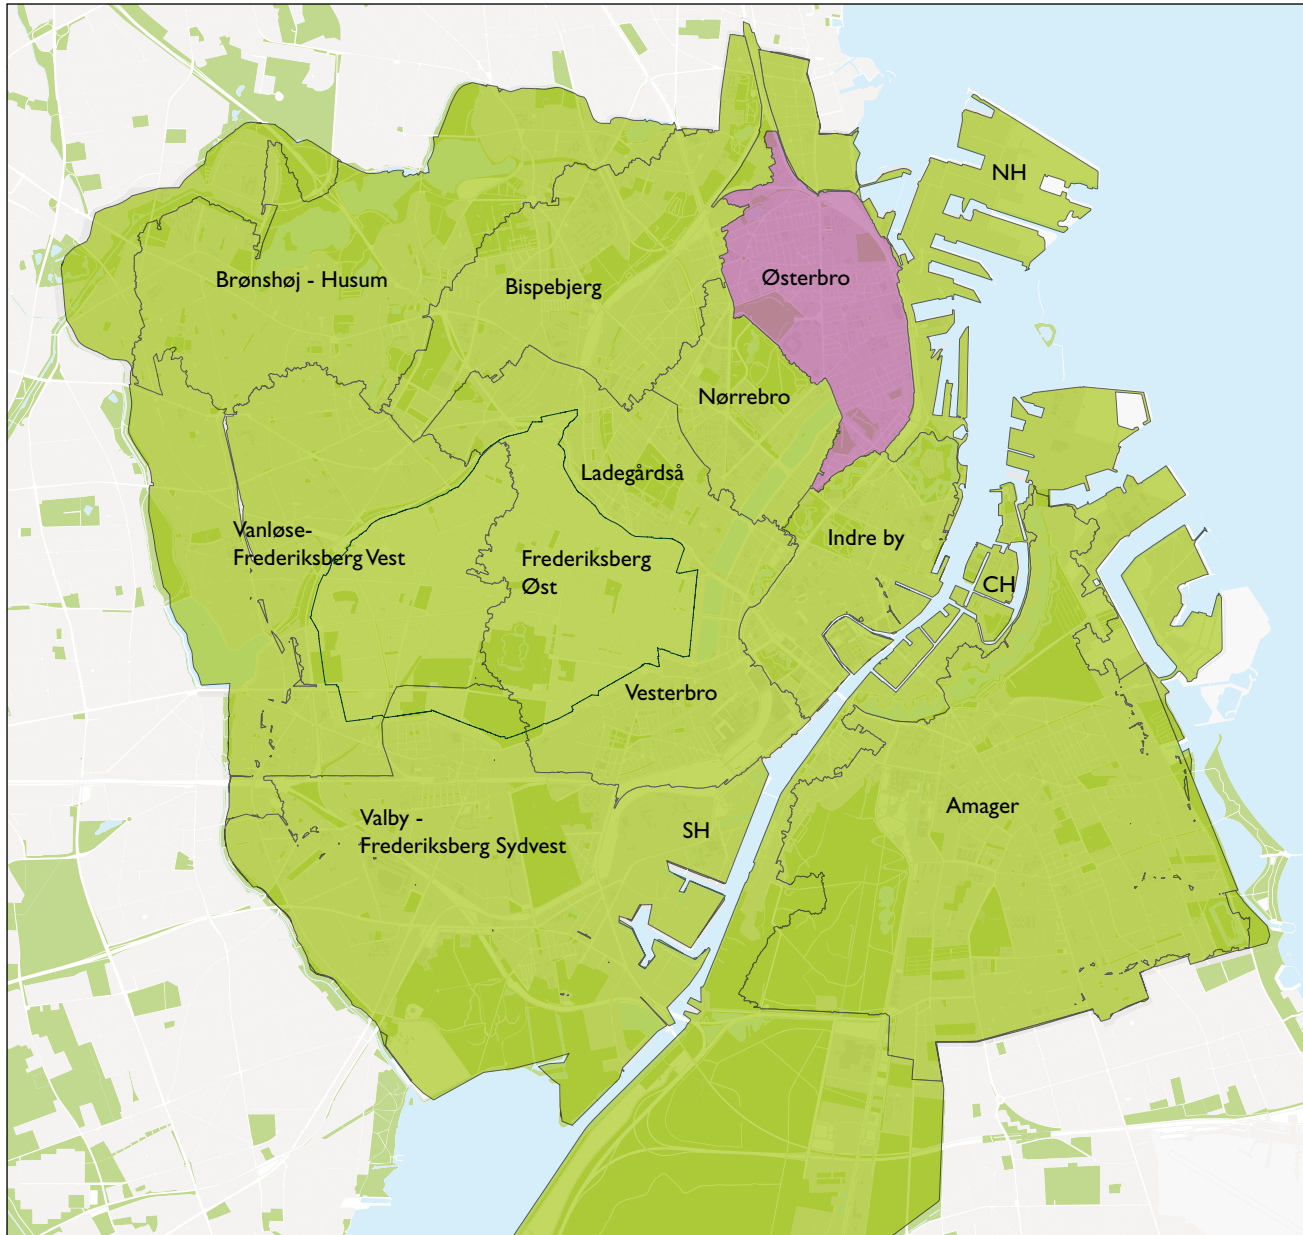 NH
Brønshøj - Husum
Bispebjerg
Østerbro
Nørrebro
Ladegårdså
Vanløse-
Frederiksberg Vest
Frederiksberg
Øst
Indre by
CH
Vesterbro
Valby -
Frederiksberg Sydvest
SH
Amager